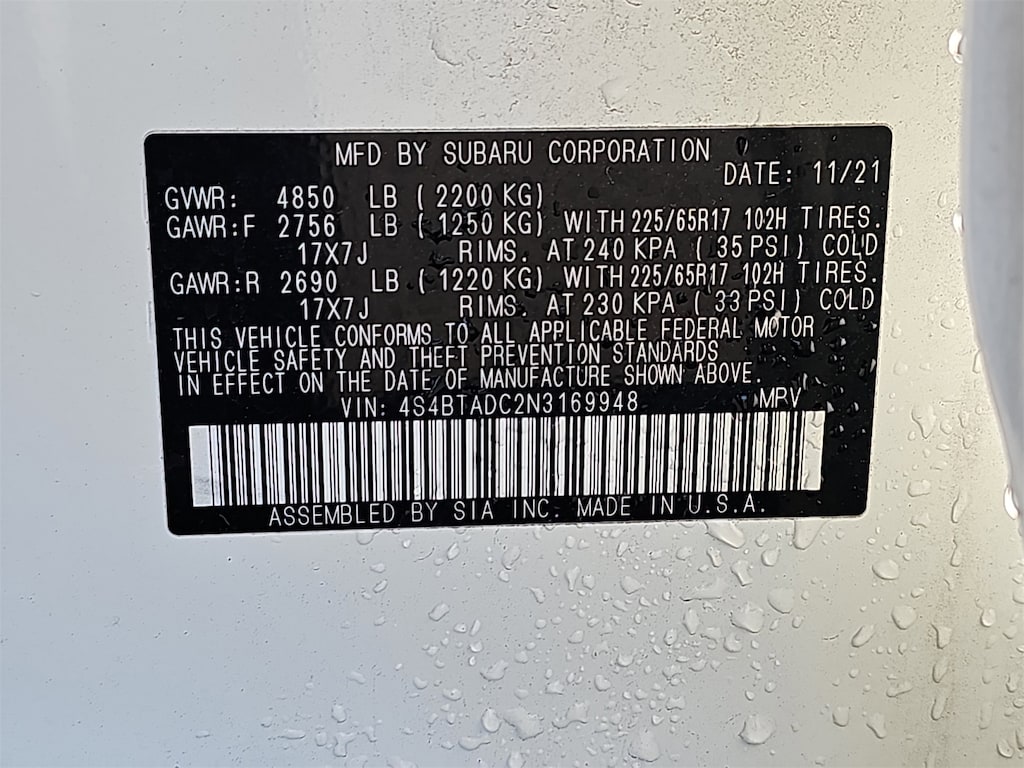 MFD BY SUBARU CORPORATION
DATE: 11/21
GVWR: 4850 LB ( 2200 KG)
GAWR:F 2756 LB ( 1250 KG) WITH 225/65R17 102H TIRES.
17X7J RIMS. AT 240 KPA ( 35 PSI) COLD
GAWR:R 2690 LB ( 1220 KG) WITH 225/65R17 102H TIRES.
17X7J RIMS. AT 230 KPA ( 33 PSI) COLD
THIS VEHICLE CONFORMS TO ALL APPLICABLE FEDERAL MOTOR
VEHICLE SAFETY AND THEFT PREVENTION STANDARDS
IN EFFECT ON THE DATE OF MANUFACTURE SHOWN ABOVE.
VIN: 4S4BTADC2N3169948 MPV
ASSEMBLED BY SIA INC. MADE IN U.S.A.